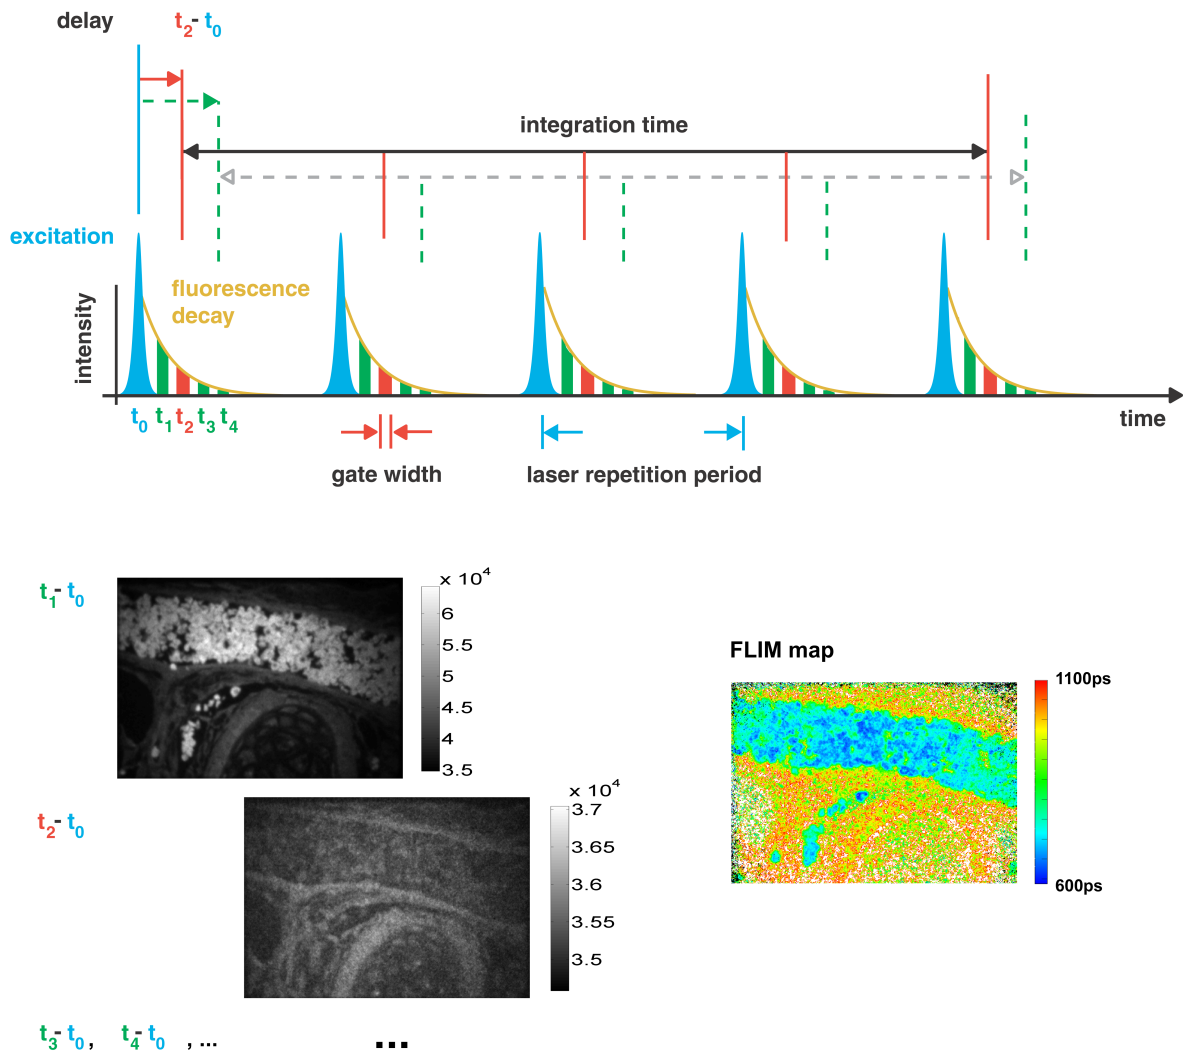 delay
t2- t0
integration time
excitation
fluorescence
decay
intensity
t0 t1 t2 t3 t4
time
gate width
laser repetition period
t1- t0
x 10^4
6
5.5
5
4.5
4
3.5
FLIM map
1100ps
600ps
t2- t0
x 10^4
3.7
3.65
3.6
3.55
3.5
t3- t0 , t4- t0 , ...
...